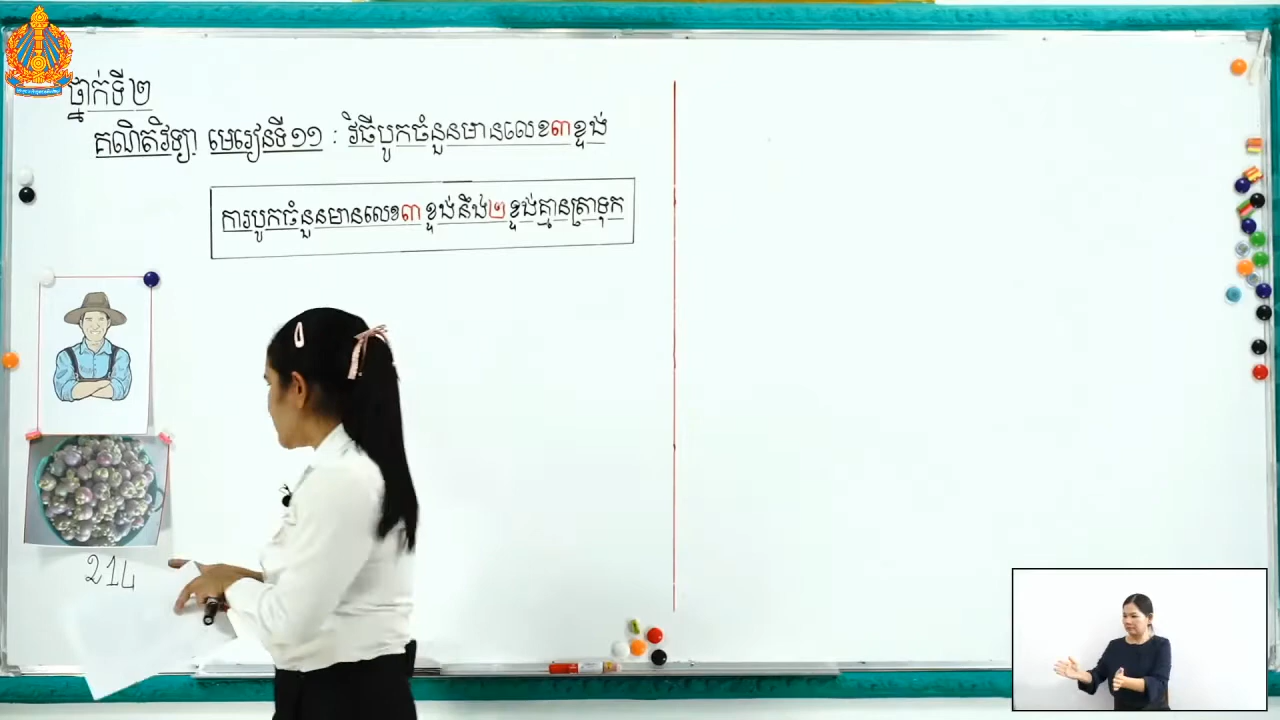 ថ្នាក់ទី២
គណិតវិទ្យា មេរៀនទី១១ : វិធីបូកចំនួនមានលេខ៣ខ្ទង់
ការបូកចំនួនមានលេខ៣ខ្ទង់នឹង២ខ្ទង់គ្មានត្រាទុក
214